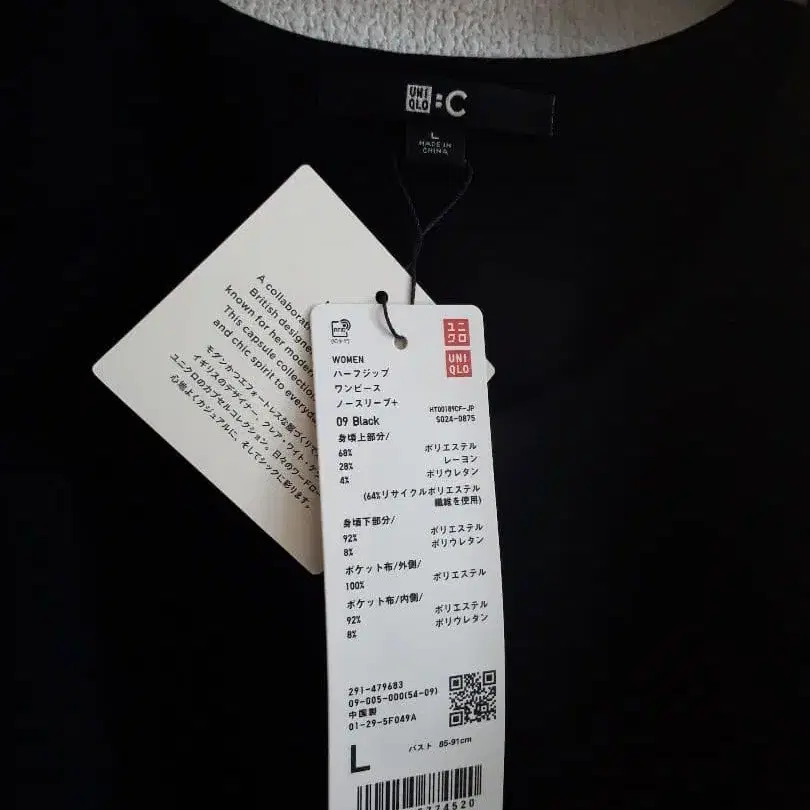 UNI
QLO :C
L
MADE IN
CHINA
A collaborat
British designe
known for her moder
This capsule collection
and chic spirit to everyda
モダンかつエフォートレスな服づくりで
イギリスのデザイナー・クレア・ワイト・ケ
ユニクロのカプセルコレクション。日々のワードロー
心地よくカジュアルに、そしてシックに彩ります。
RFID
ユニ
クロ
UNI
QLO
WOMEN
ハーフジップ
ワンピース
ノースリーブ+
09 Black
HT00189CF-JP
S024-0875
身頃上部分/
68% ポリエステル
28% レーヨン
4% ポリウレタン
(64%リサイクルポリエステル
繊維を使用)
身頃下部分/
92% ポリエステル
8% ポリウレタン
ポケット布/外側/
100% ポリエステル
ポケット布/内側/
92% ポリエステル
8% ポリウレタン
291-479683
09-005-000(54-09)
中国製
01-29-5F049A
L バスト 85-91cm
774520